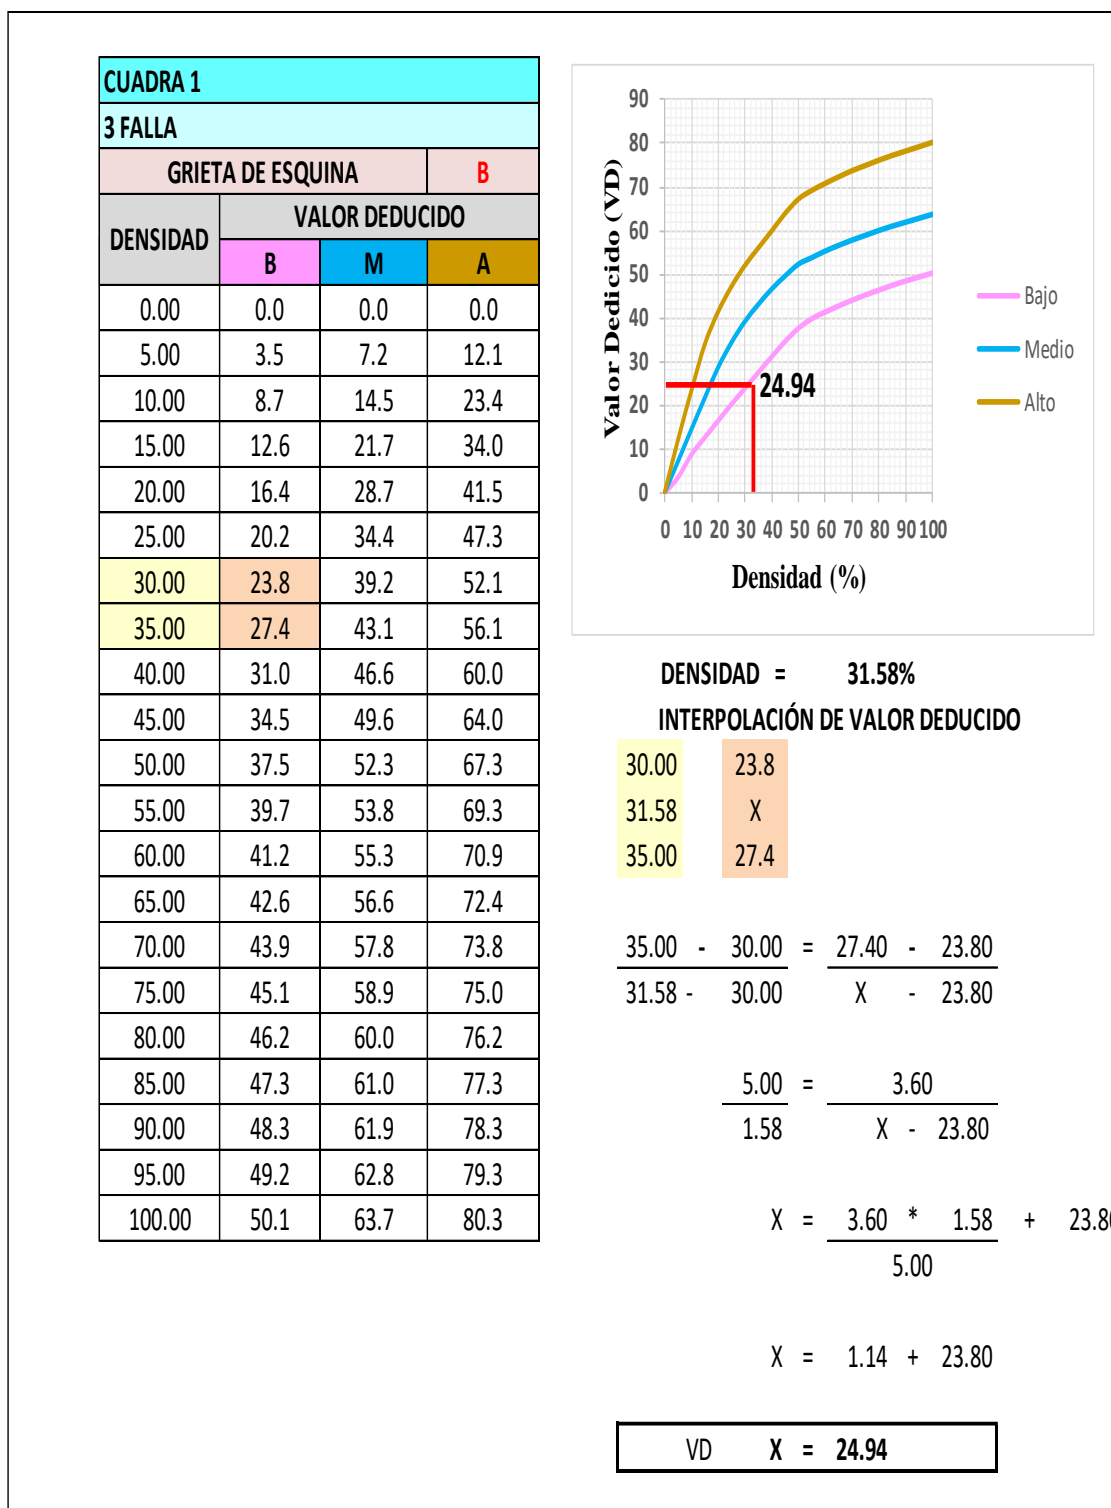 CUADRA 1
3 FALLA
GRIETA DE ESQUINA B
DENSIDAD VALOR DEDUCIDO
B M A
0.00 0.0 0.0 0.0
5.00 3.5 7.2 12.1
10.00 8.7 14.5 23.4
15.00 12.6 21.7 34.0
20.00 16.4 28.7 41.5
25.00 20.2 34.4 47.3
30.00 23.8 39.2 52.1
35.00 27.4 43.1 56.1
40.00 31.0 46.6 60.0
45.00 34.5 49.6 64.0
50.00 37.5 52.3 67.3
55.00 39.7 53.8 69.3
60.00 41.2 55.3 70.9
65.00 42.6 56.6 72.4
70.00 43.9 57.8 73.8
75.00 45.1 58.9 75.0
80.00 46.2 60.0 76.2
85.00 47.3 61.0 77.3
90.00 48.3 61.9 78.3
95.00 49.2 62.8 79.3
100.00 50.1 63.7 80.3
Valor Dedicido (VD)
90
80
70
60
50
40
30
20
10
0
24.94
0 10 20 30 40 50 60 70 80 90 100
Densidad (%)
Bajo
Medio
Alto
DENSIDAD = 31.58%
INTERPOLACIÓN DE VALOR DEDUCIDO
30.00 23.8
31.58 X
35.00 27.4
35.00 - 30.00 = 27.40 - 23.80
31.58 - 30.00 X - 23.80
5.00 = 3.60
1.58 X - 23.80
X = 3.60 * 1.58 + 23.80
5.00
X = 1.14 + 23.80
VD X = 24.94